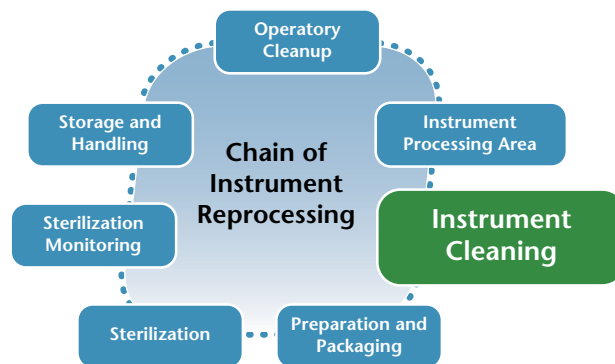 Operatory
Cleanup
Storage and
Handling
Instrument
Processing Area
Chain of
Instrument
Reprocessing
Instrument
Cleaning
Sterilization
Monitoring
Sterilization
Preparation and
Packaging